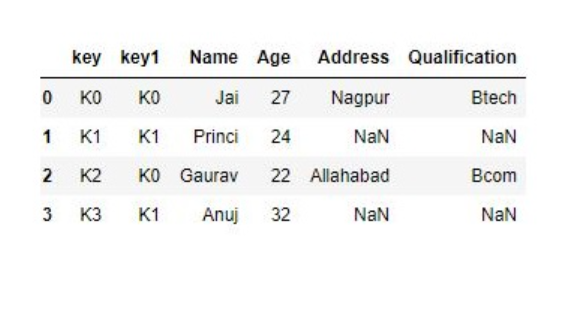 key key1 Name Age Address Qualification
0 K0 K0 Jai 27 Nagpur Btech
1 K1 K1 Princi 24 NaN NaN
2 K2 K0 Gaurav 22 Allahabad Bcom
3 K3 K1 Anuj 32 NaN NaN